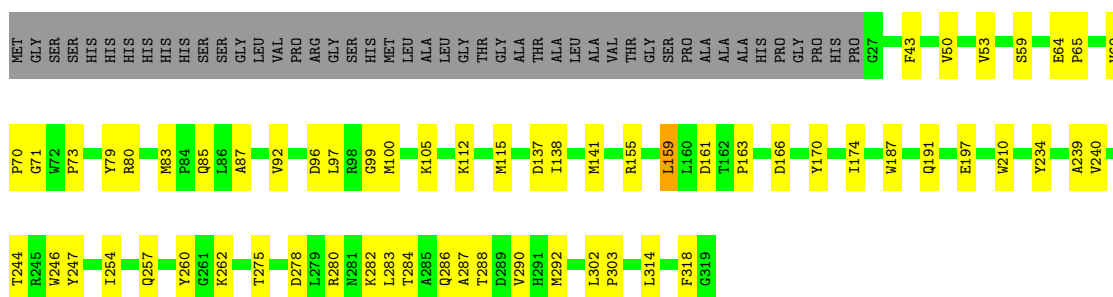 MET GLY SER SER HIS HIS HIS HIS HIS HIS SER SER GLY LEU VAL PRO ARG GLY SER HIS MET LEU ALA LEU GLY THR GLY ALA THR ALA LEU ALA VAL THR GLY SER PRO ALA ALA ALA HIS PRO GLY PRO HIS PRO G27 F43 V50 V53 S59 E64 P65
P70 G71 W72 P73 Y79 R80 M83 P84 Q85 L86 A87 V92 D96 L97 R98 G99 M100 K105 K112 M115 D137 I138 M141 R155 L159 L160 D161 T162 P163 D166 Y170 I174 W187 Q191 E197 W210 Y234 A239 V240
T244 R245 W246 Y247 I254 Q257 Y260 G261 K262 T275 D278 L279 R280 N281 K282 L283 T284 A285 Q286 A287 T288 D289 V290 H291 M292 L302 P303 L314 F318 G319